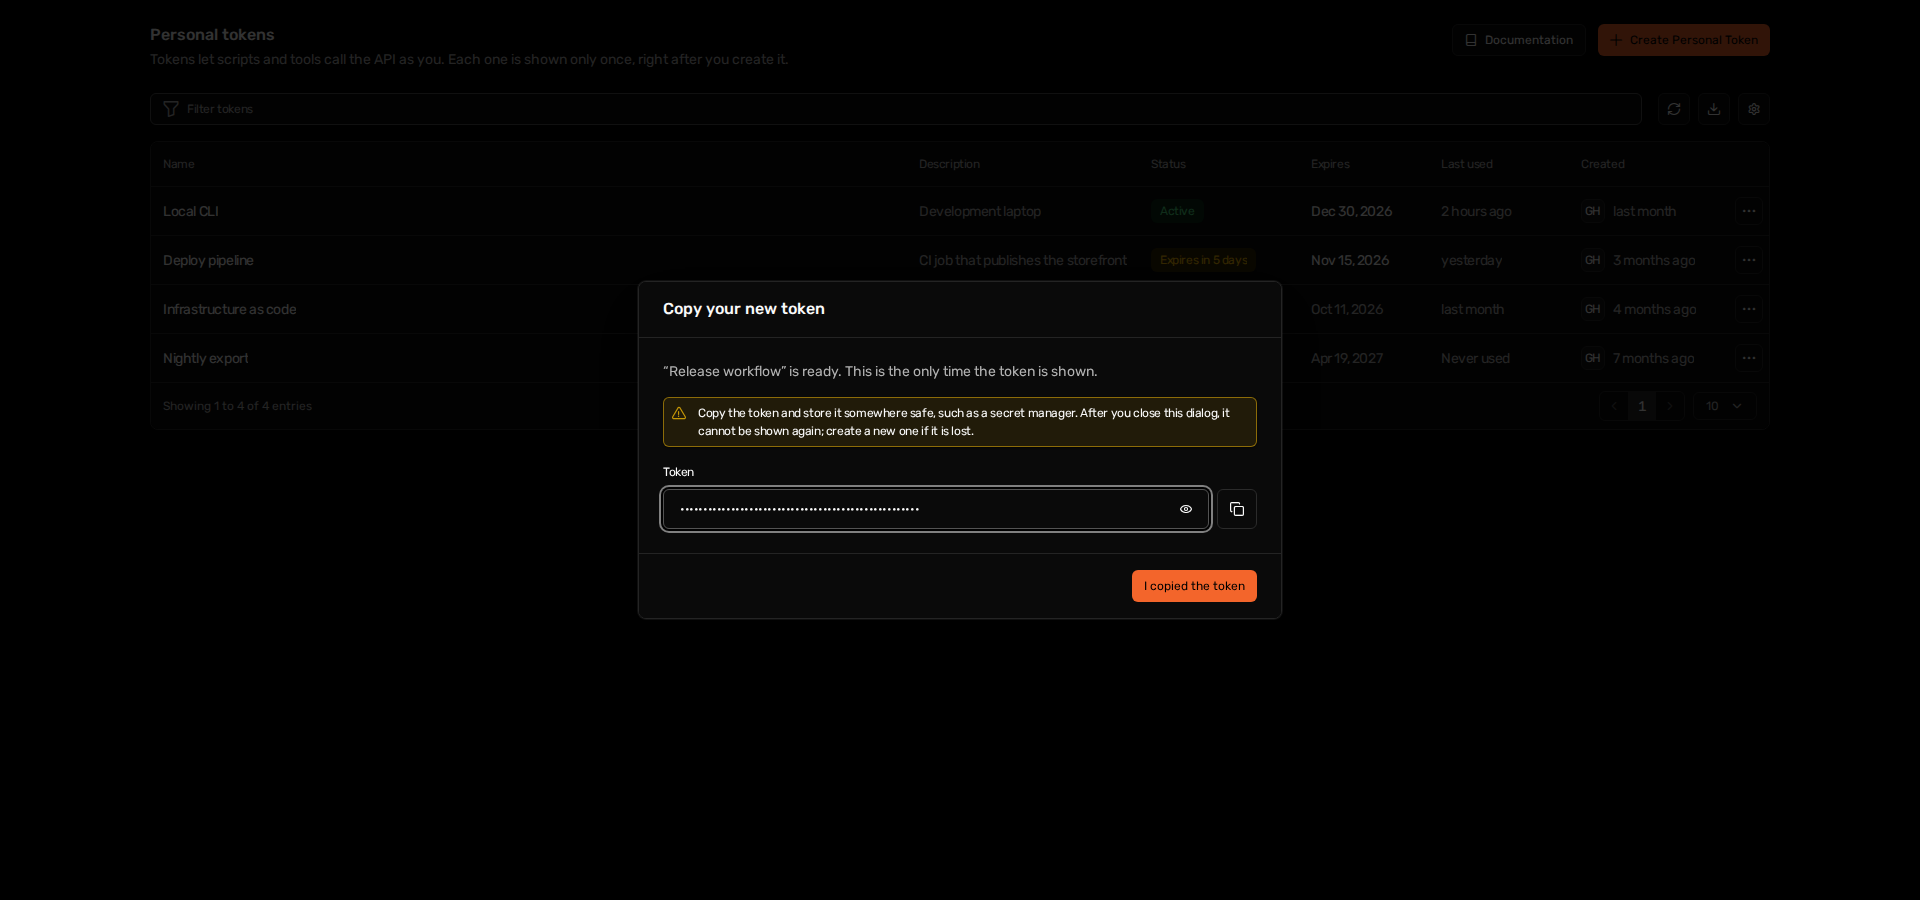 Personal tokens
Tokens let scripts and tools call the API as you. Each one is shown only once, right after you create it.
Documentation
Create Personal Token
Filter tokens
Name Description Status Expires Last used Created
Local CLI Development laptop Active Dec 30, 2026 2 hours ago GH last month
Deploy pipeline CI job that publishes the storefront Expires in 5 days Nov 15, 2026 yesterday GH 3 months ago
Infrastructure as code Oct 11, 2026 last month GH 4 months ago
Nightly export Apr 19, 2027 Never used GH 7 months ago
Showing 1 to 4 of 4 entries 1 10
Copy your new token
“Release workflow” is ready. This is the only time the token is shown.
Copy the token and store it somewhere safe, such as a secret manager. After you close this dialog, it
cannot be shown again; create a new one if it is lost.
Token
I copied the token